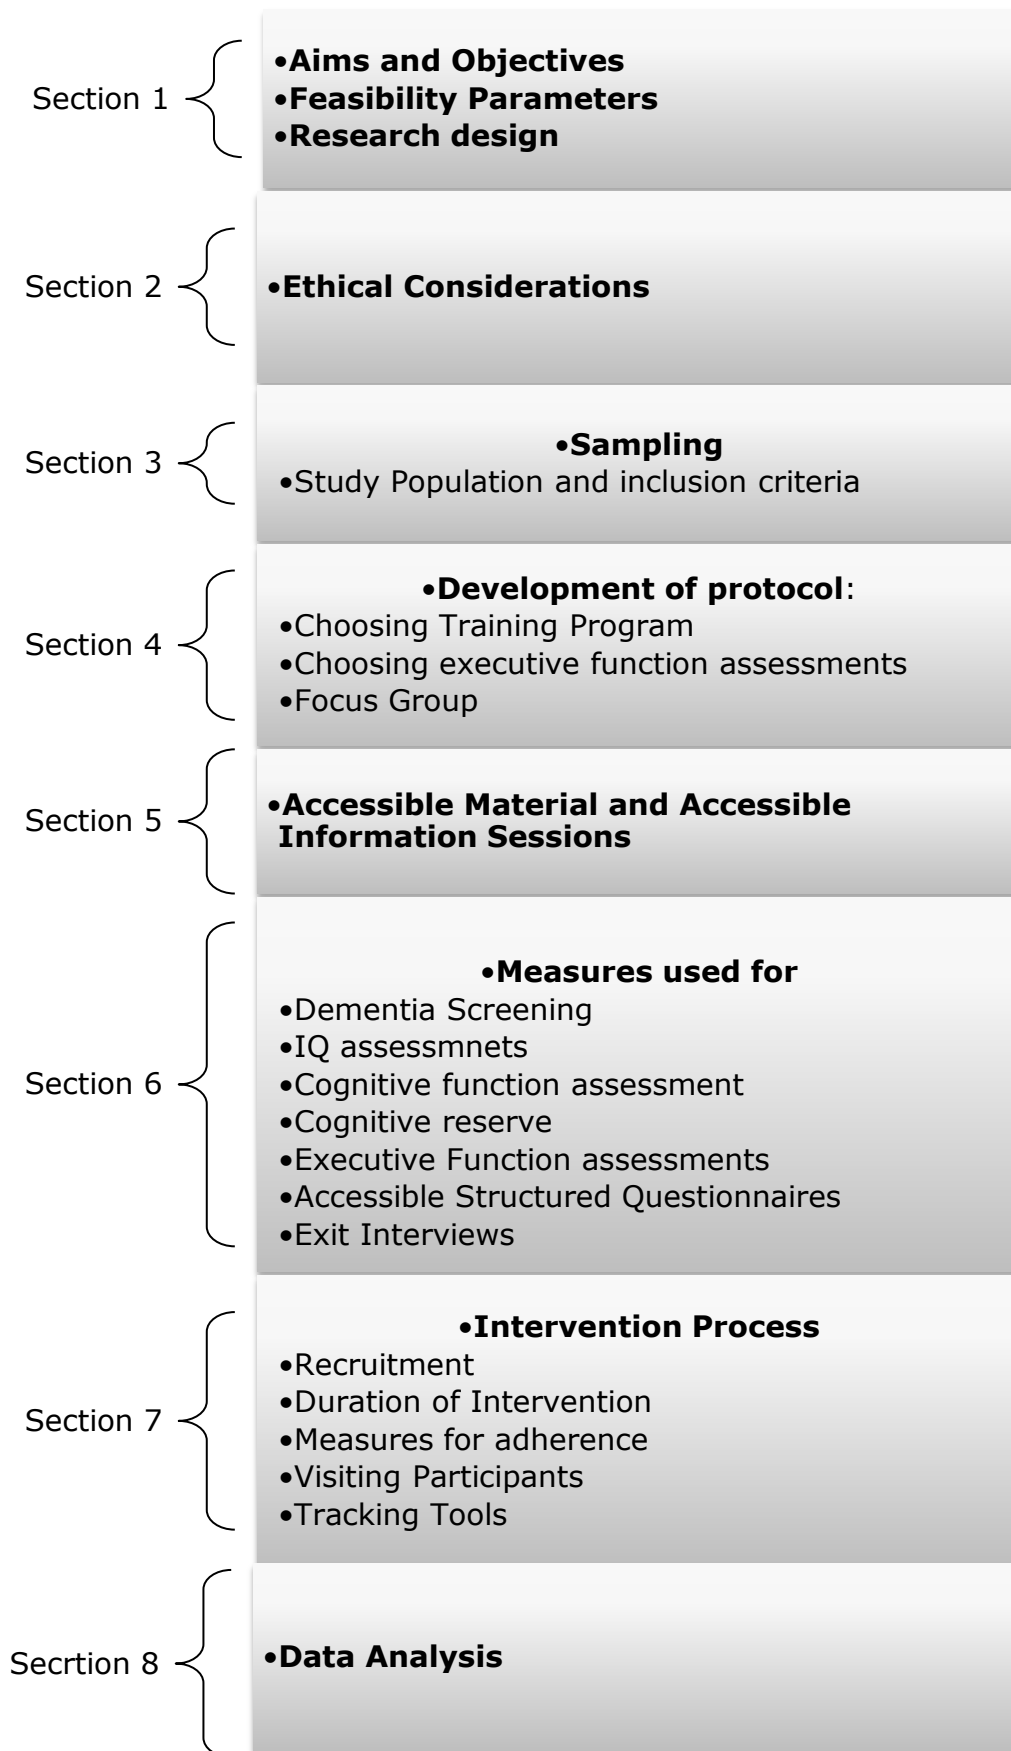 Section 1
•Aims and Objectives
•Feasibility Parameters
•Research design
Section 2
•Ethical Considerations
Section 3
•Sampling
•Study Population and inclusion criteria
Section 4
•Development of protocol:
•Choosing Training Program
•Choosing executive function assessments
•Focus Group
Section 5
•Accessible Material and Accessible
Information Sessions
Section 6
•Measures used for
•Dementia Screening
•IQ assessmnets
•Cognitive function assessment
•Cognitive reserve
•Executive Function assessments
•Accessible Structured Questionnaires
•Exit Interviews
Section 7
•Intervention Process
•Recruitment
•Duration of Intervention
•Measures for adherence
•Visiting Participants
•Tracking Tools
Secrtion 8
•Data Analysis